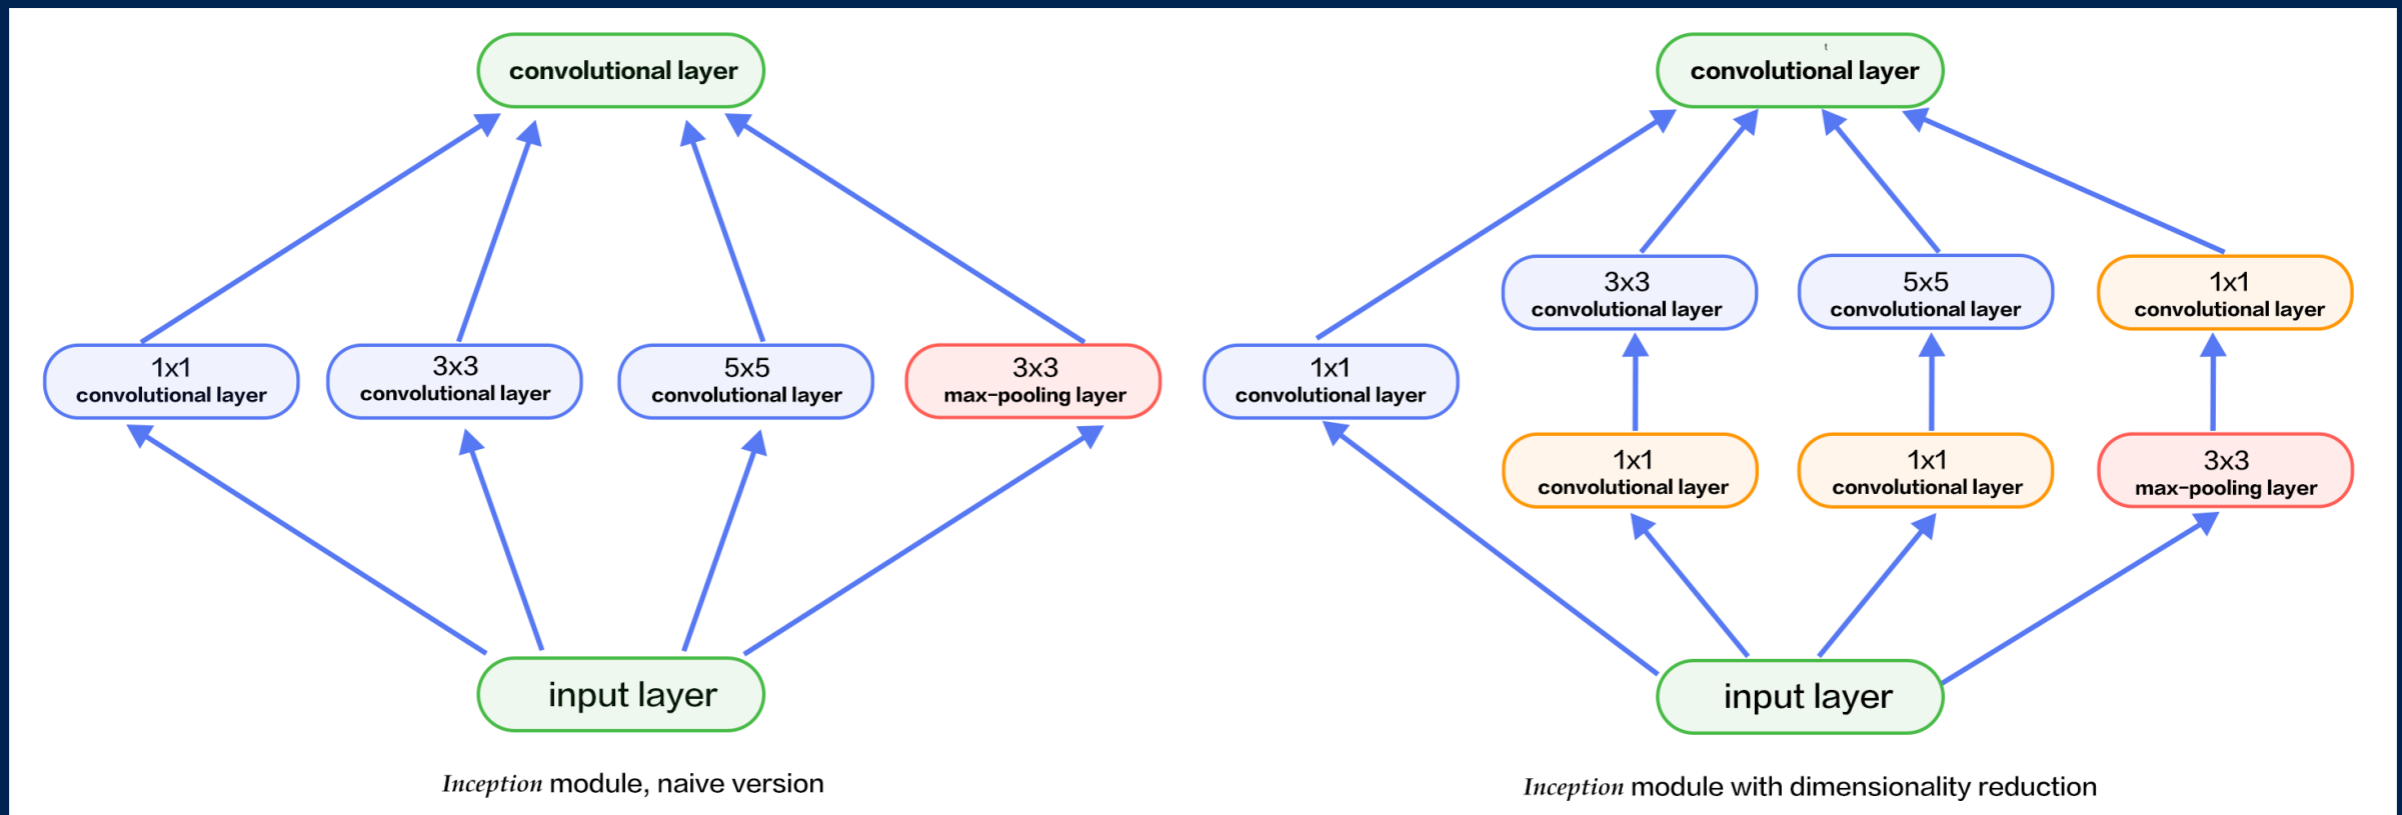 convolutional layer
1x1
convolutional layer
3x3
convolutional layer
5x5
convolutional layer
3x3
max-pooling layer
input layer
Inception module, naive version
t
convolutional layer
3x3
convolutional layer
5x5
convolutional layer
1x1
convolutional layer
1x1
convolutional layer
1x1
convolutional layer
1x1
convolutional layer
3x3
max-pooling layer
input layer
Inception module with dimensionality reduction